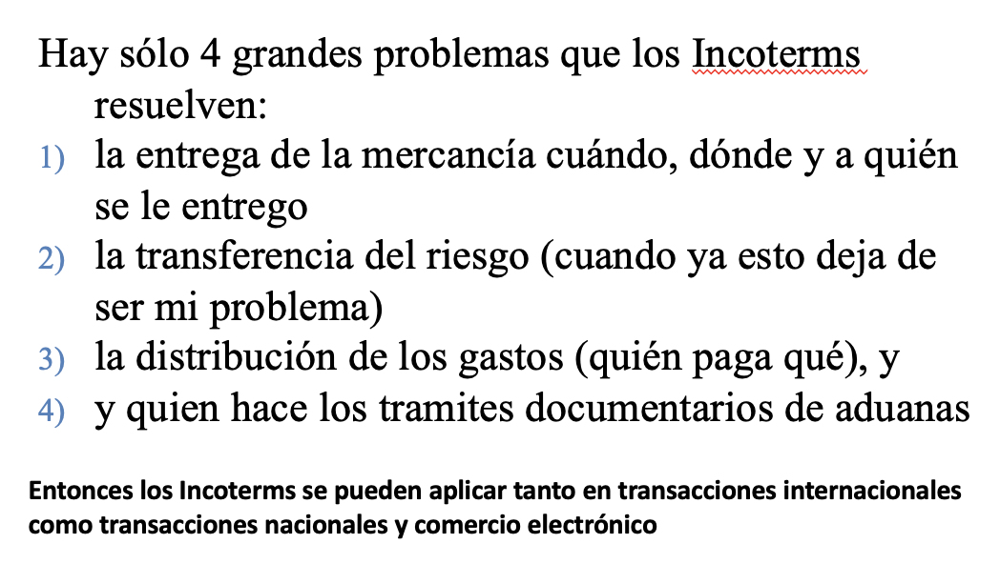 Hay sólo 4 grandes problemas que los Incoterms
resuelven:
1) la entrega de la mercancía cuándo, dónde y a quién
se le entrego
2) la transferencia del riesgo (cuando ya esto deja de
ser mi problema)
3) la distribución de los gastos (quién paga qué), y
4) y quien hace los tramites documentarios de aduanas
Entonces los Incoterms se pueden aplicar tanto en transacciones internacionales
como transacciones nacionales y comercio electrónico